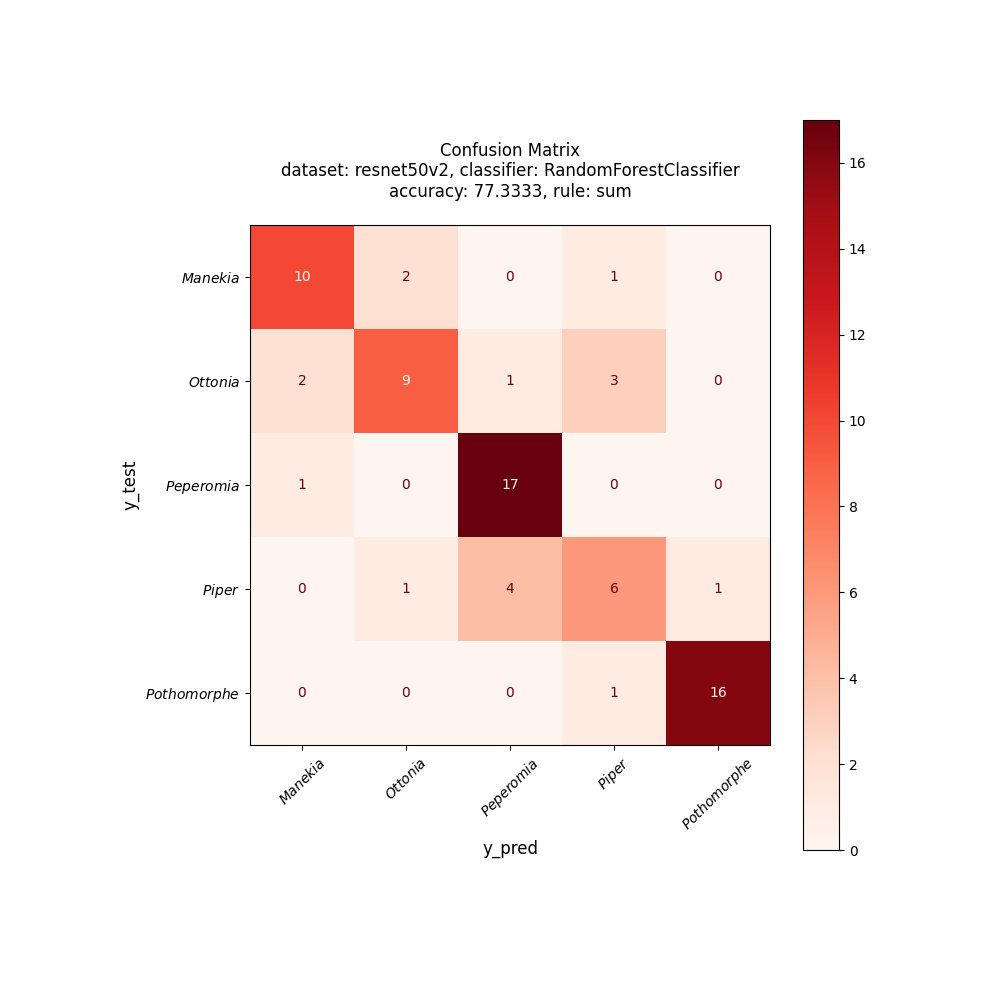 Confusion Matrix
dataset: resnet50v2, classifier: RandomForestClassifier
accuracy: 77.3333, rule: sum
Manekia 10 2 0 1 0
Ottonia 2 9 1 3 0
Peperomia 1 0 17 0 0
Piper 0 1 4 6 1
Pothomorphe 0 0 0 1 16
Manekia Ottonia Peperomia Piper Pothomorphe
y_pred
y_test
16
14
12
10
8
6
4
2
0